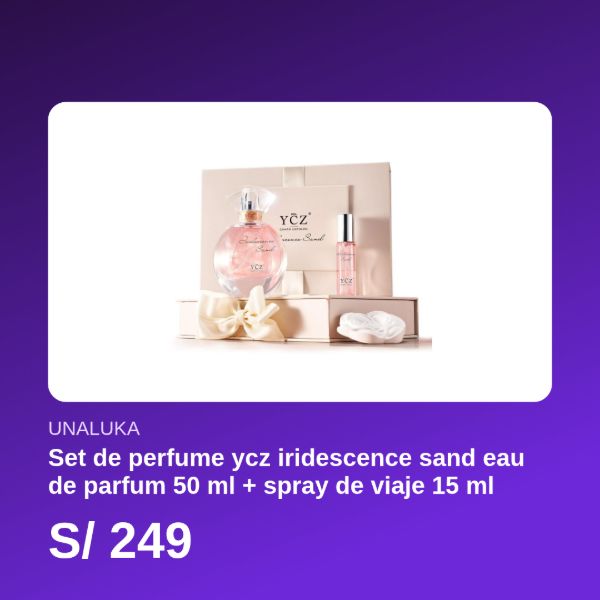 YCZ®
YCZ
YCZ
UNALUKA
Set de perfume ycz iridescence sand eau
de parfum 50 ml + spray de viaje 15 ml
S/ 249